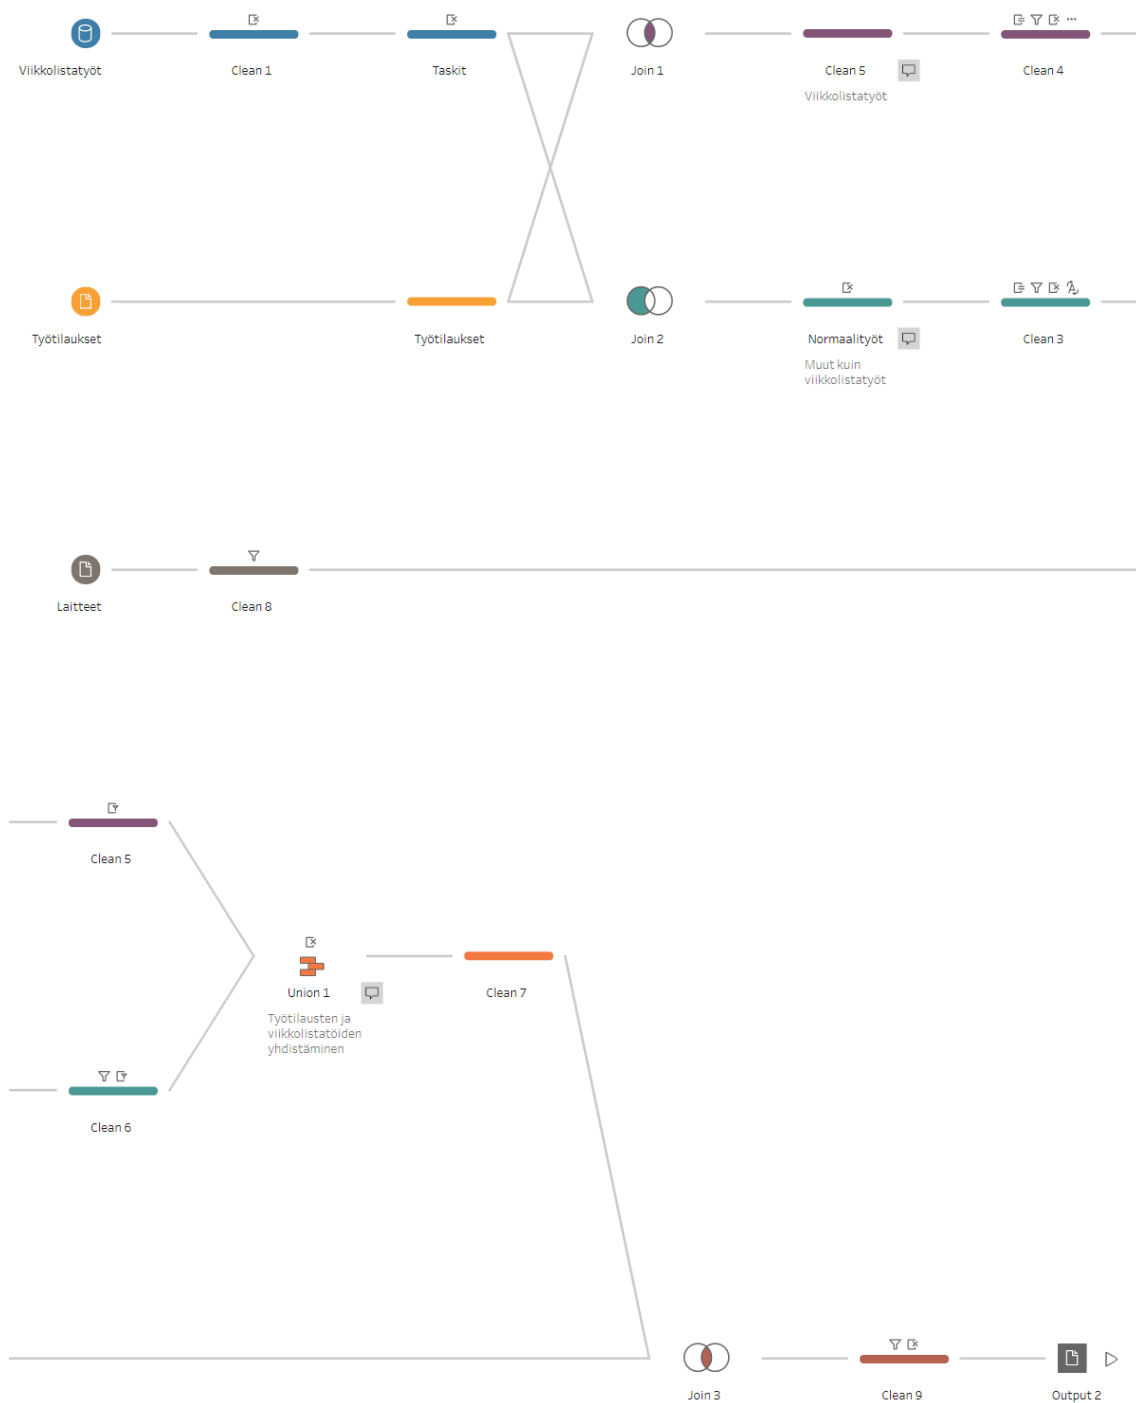 Viikkolistatyöt
Clean 1
Taskit
Join 1
Clean 5
Viikkolistatyöt
Clean 4
Työtilaukset
Työtilaukset
Join 2
Normaalityöt
Muut kuin
viikkolistatyöt
Clean 3
Laitteet
Clean 8
Clean 5
Union 1
Työtilausten ja
viikkolistatöiden
yhdistäminen
Clean 7
Clean 6
Join 3
Clean 9
Output 2